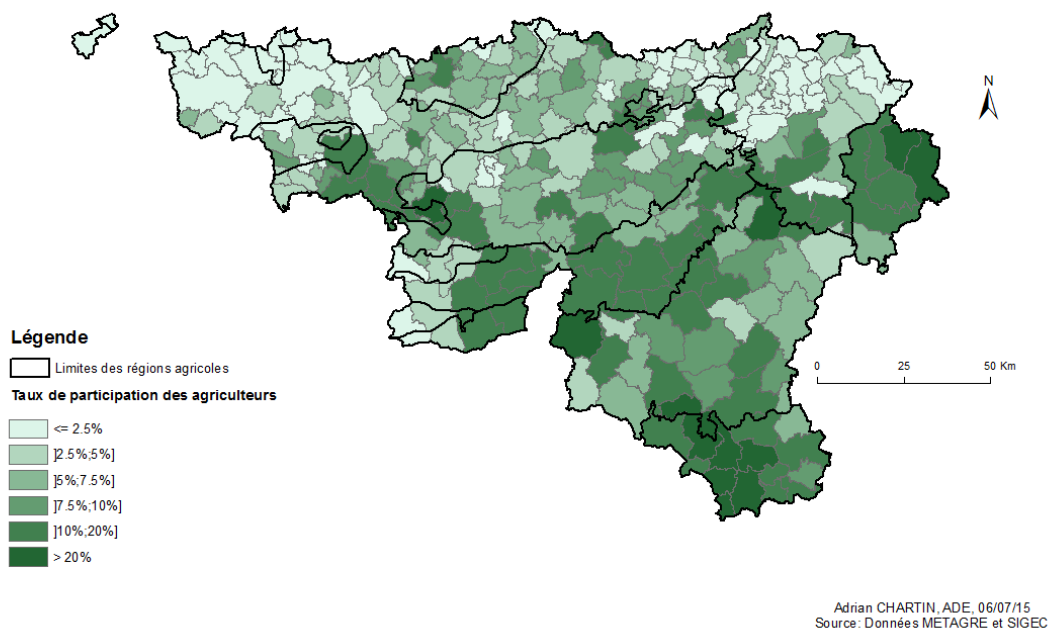 N
0 25 50 Km
Légende
Limites des régions agricoles
Taux de participation des agriculteurs
<= 2.5%
]2.5%;5%]
]5%;7.5%]
]7.5%;10%]
]10%;20%]
> 20%
Adrian CHARTIN, ADE, 06/07/15
Source: Données METAGRE et SIGEC